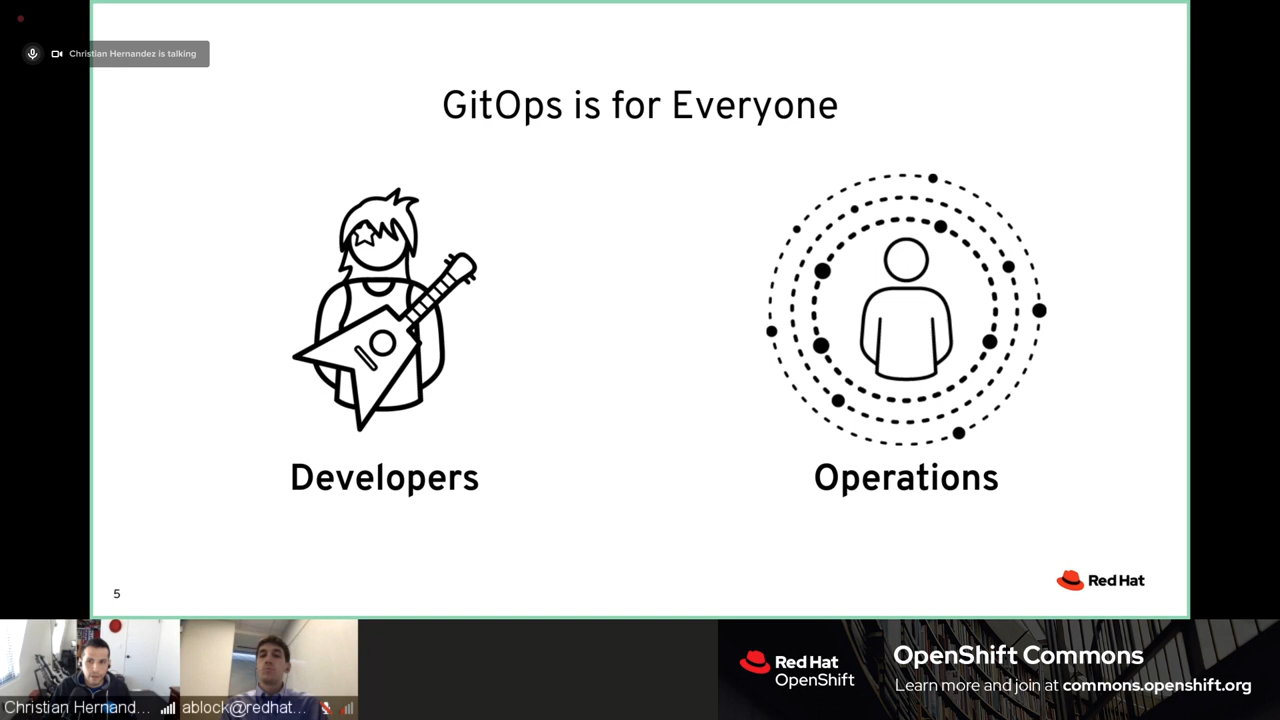 Christian Hernandez is talking
GitOps is for Everyone
Developers
Operations
5
Red Hat
Christian Hernand...
ablock@redhat...
Red Hat
OpenShift
OpenShift Commons
Learn more and join at commons.openshift.org